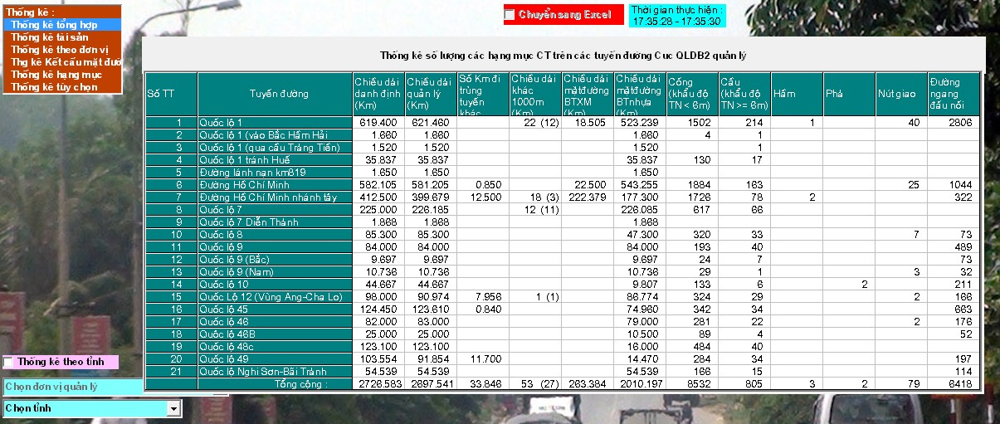 Thống kê :
Thống kê tổng hợp
Thống kê tài sản
Thống kê theo đơn vị
Thg kê Kết cấu mặt đườ
Thống kê hạng mục
Thống kê tùy chọn
Chuyển sang Excel
Thời gian thực hiện :
17:35:28 - 17:35:30
Thống kê số lượng các hạng mục CT trên các tuyến đường Cuc QLDB2 quản lý
Số TT Tuyến đường Chiều dài danh định (Km) Chiều dài quản lý (Km) Số Km đi trùng tuyến khác Chiều dài khác 1000m (Km) Chiều dài mặtđường BTXM (Km) Chiều dài mặtđường BTnhựa (Km) Cống (khẩu độ TN < 6m) Cầu (khẩu độ TN >= 6m) Hầm Phà Nút giao Đường ngang đấu nối
1 Quốc lộ 1 619.400 621.460 22 (12) 18.505 523.239 1502 214 1 40 2806
2 Quốc lộ 1 (vào Bắc Hầm Hải 1.660 1.660 1.660 4 1
3 Quốc lộ 1 (qua cầu Tràng Tiền) 1.520 1.520 1.520 1
4 Quốc lộ 1 tránh Huế 35.837 35.837 35.837 130 17
5 Đường lánh nạn km819 1.650 1.650 1.650
6 Đường Hồ Chí Minh 582.105 581.205 0.850 22.500 543.255 1884 163 25 1044
7 Đường Hồ Chí Minh nhánh tây 412.500 399.679 12.500 18 (3) 222.379 177.300 1726 78 2 322
8 Quốc lộ 7 225.000 226.185 12 (11) 226.085 617 66
9 Quốc lộ 7 Diễn Thành 1.868 1.868 1.868
10 Quốc lộ 8 85.300 85.300 47.300 320 33 7 73
11 Quốc lộ 9 84.000 84.000 84.000 193 40 489
12 Quốc lộ 9 (Bắc) 9.697 9.697 9.697 24 7 73
13 Quốc lộ 9 (Nam) 10.736 10.736 10.736 29 1 3 32
14 Quốc lộ 10 44.667 44.667 9.807 133 6 2 211
15 Quốc Lộ 12 (Vũng Ang-Cha Lo) 98.000 90.974 7.956 1 (1) 86.774 324 29 2 166
16 Quốc lộ 45 124.450 123.610 0.840 74.960 342 34 663
17 Quốc lộ 46 82.000 83.000 79.000 281 22 2 176
18 Quốc lộ 46B 25.000 25.000 10.500 89 4 52
19 Quốc lộ 48c 123.100 123.100 16.000 484 40
20 Quốc lộ 49 103.554 91.854 11.700 14.470 284 34 197
21 Quốc lộ Nghi Sơn-Bãi Trành 54.539 54.539 54.539 166 15 114
Tổng cộng : 2726.583 2697.541 33.846 53 (27) 263.384 2010.197 8532 805 3 2 79 6418
Thống kê theo tỉnh
Chọn đơn vị quản lý
Chọn tỉnh